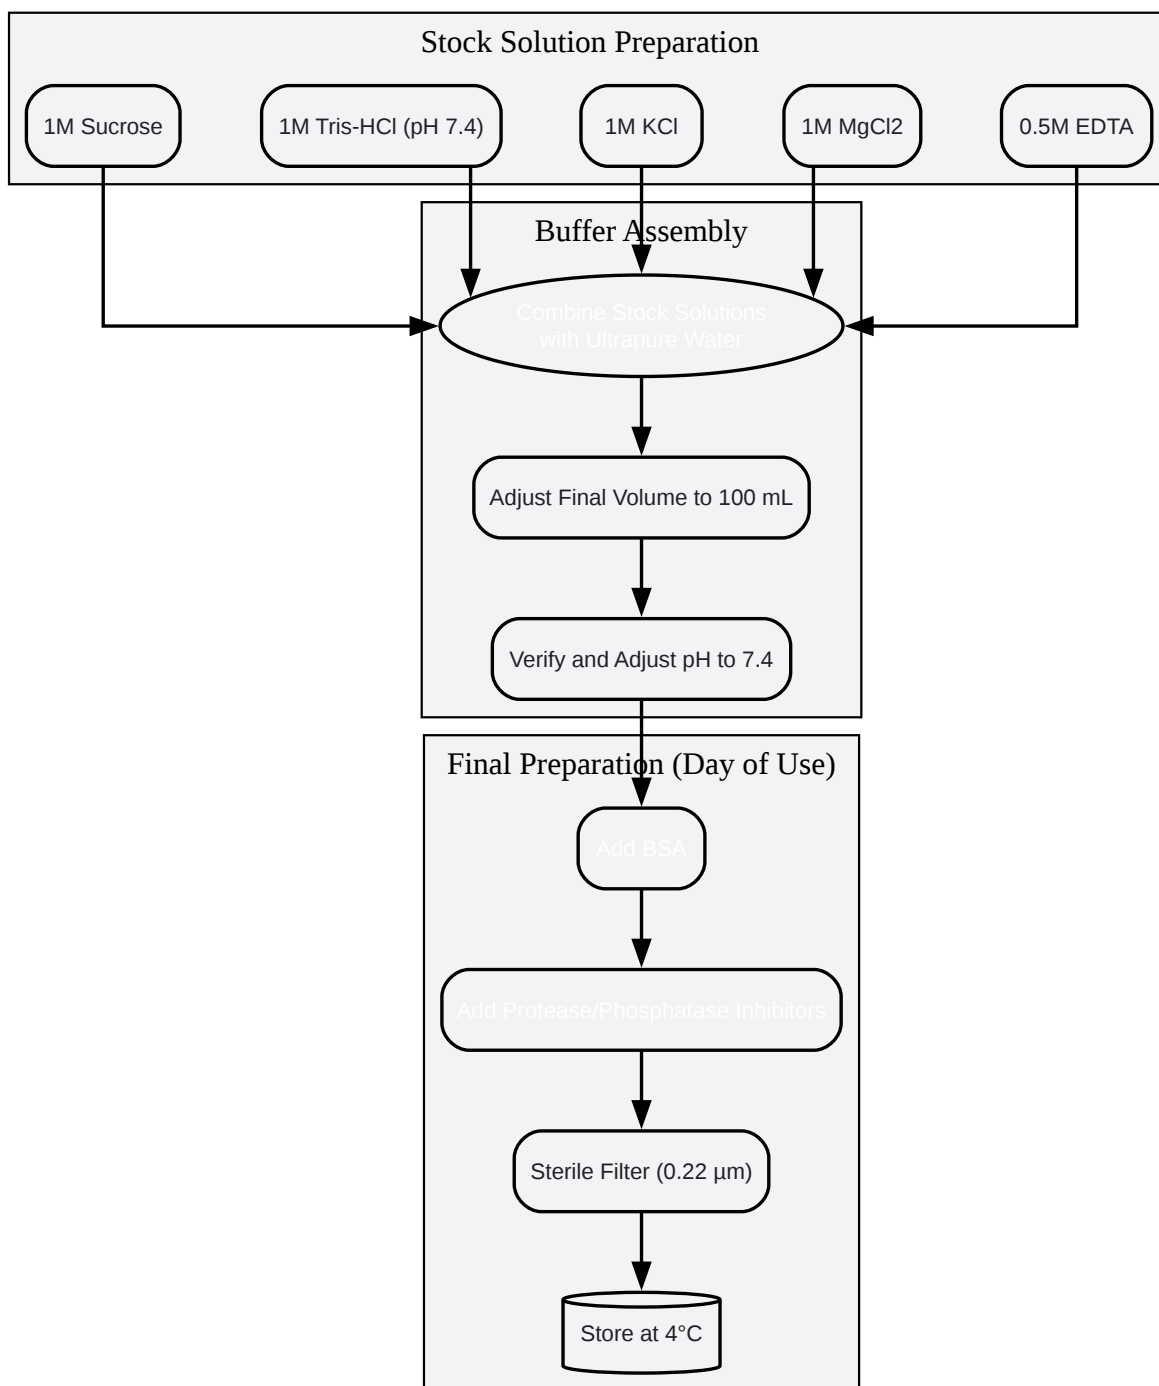 Stock Solution Preparation
1M Sucrose
1M Tris-HCl (pH 7.4)
1M KCl
1M MgCl2
0.5M EDTA
Buffer Assembly
Combine Stock Solutions
with Ultrapure Water
Adjust Final Volume to 100 mL
Verify and Adjust pH to 7.4
Final Preparation (Day of Use)
Add BSA
Add Protease/Phosphatase Inhibitors
Sterile Filter (0.22 µm)
Store at 4°C